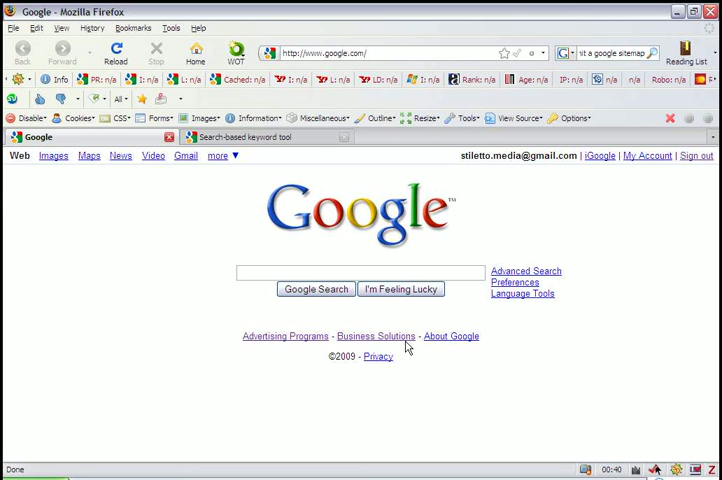 Google - Mozilla Firefox
File Edit View History Bookmarks Tools Help
Back Forward Reload Stop Home WOT http://www.google.com/ it a google sitemap Reading List
Info PR: n/a I: n/a L: n/a Cached: n/a I: n/a L: n/a LD: n/a I: n/a Rank: n/a Age: n/a IP: n/a n/a Robo: n/a
All
Disable Cookies CSS Forms Images Information Miscellaneous Outline Resize Tools View Source Options
Google Search-based keyword tool
Web Images Maps News Video Gmail more ▼ stiletto.media@gmail.com | iGoogle | My Account | Sign out
Google™
Advanced Search
Preferences
Language Tools
Google Search I'm Feeling Lucky
Advertising Programs - Business Solutions - About Google
©2009 - Privacy
Done 00:40